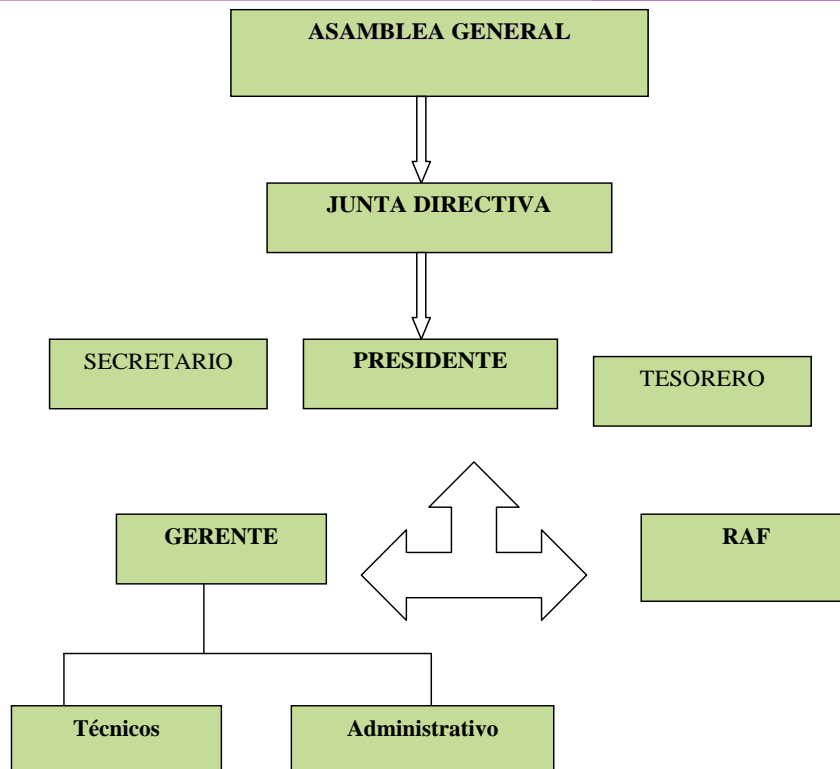 ASAMBLEA GENERAL
JUNTA DIRECTIVA
SECRETARIO
PRESIDENTE
TESORERO
GERENTE
RAF
Técnicos
Administrativo